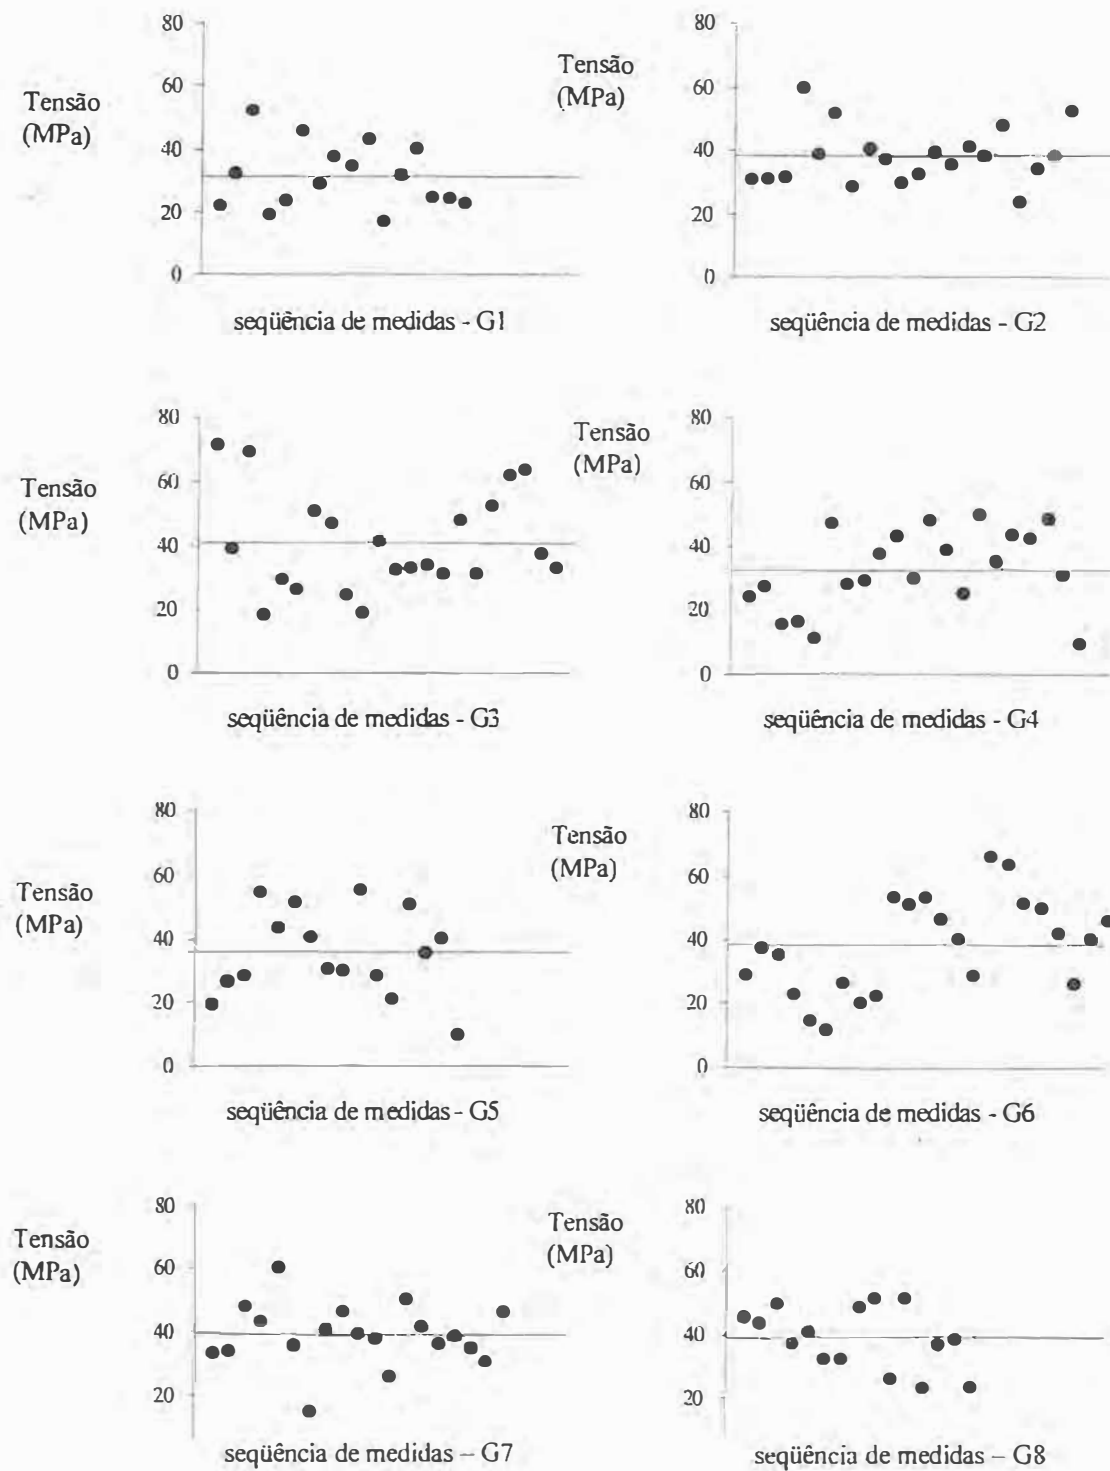 Tensão
(MPa)
80
60
40
20
0
seqüência de medidas - G1
Tensão
(MPa)
80
60
40
20
0
seqüência de medidas - G2
Tensão
(MPa)
80
60
40
20
0
seqüência de medidas - G3
Tensão
(MPa)
80
60
40
20
0
seqüência de medidas - G4
Tensão
(MPa)
80
60
40
20
0
seqüência de medidas - G5
Tensão
(MPa)
80
60
40
20
0
seqüência de medidas - G6
Tensão
(MPa)
80
60
40
20
seqüência de medidas – G7
Tensão
(MPa)
80
60
40
20
seqüência de medidas – G8